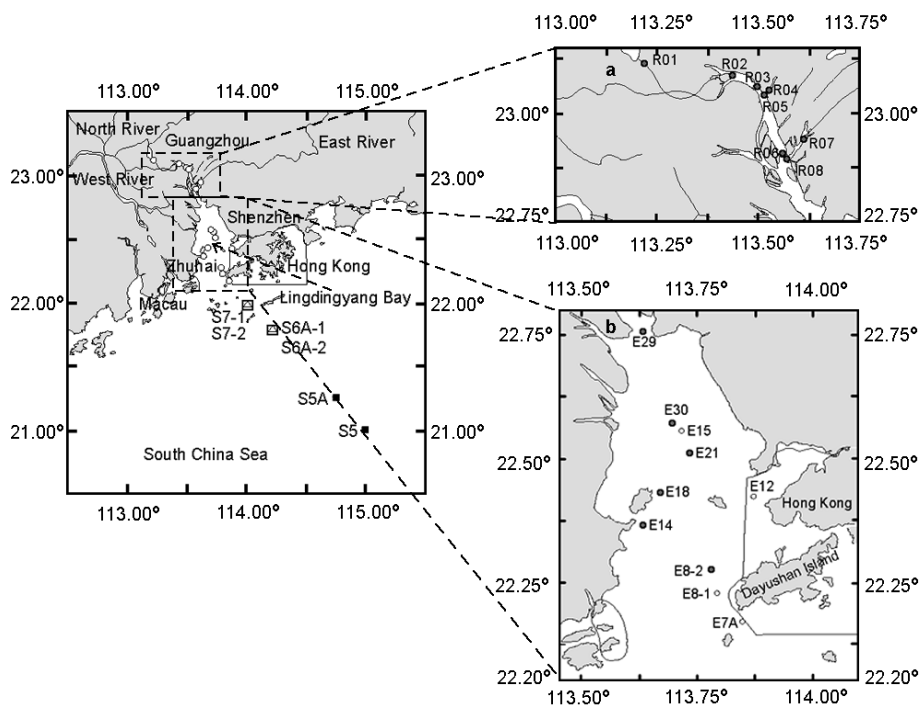 113.00° 114.00° 115.00°
North River
Guangzhou
East River
23.00° 23.00°
West River
Shenzhen
Zhuhai
Hong Kong
Macau
Lingdingyang Bay
22.00° 22.00°
S7-1
S7-2
S6A-1
S6A-2
S5A
S5
21.00° 21.00°
South China Sea
113.00° 114.00° 115.00°
113.00° 113.25° 113.50° 113.75°
a
R01
R02
R03
R04
R05
23.00° 23.00°
R07
R06
R08
22.75° 22.75°
113.00° 113.25° 113.50° 113.75°
113.50° 113.75° 114.00°
b
22.75° 22.75°
E29
E30
E15
E21
22.50° 22.50°
E12
E18
Hong Kong
E14
E8-2
Dayushan Island
22.25° 22.25°
E8-1
E7A
22.20° 22.20°
113.50° 113.75° 114.00°